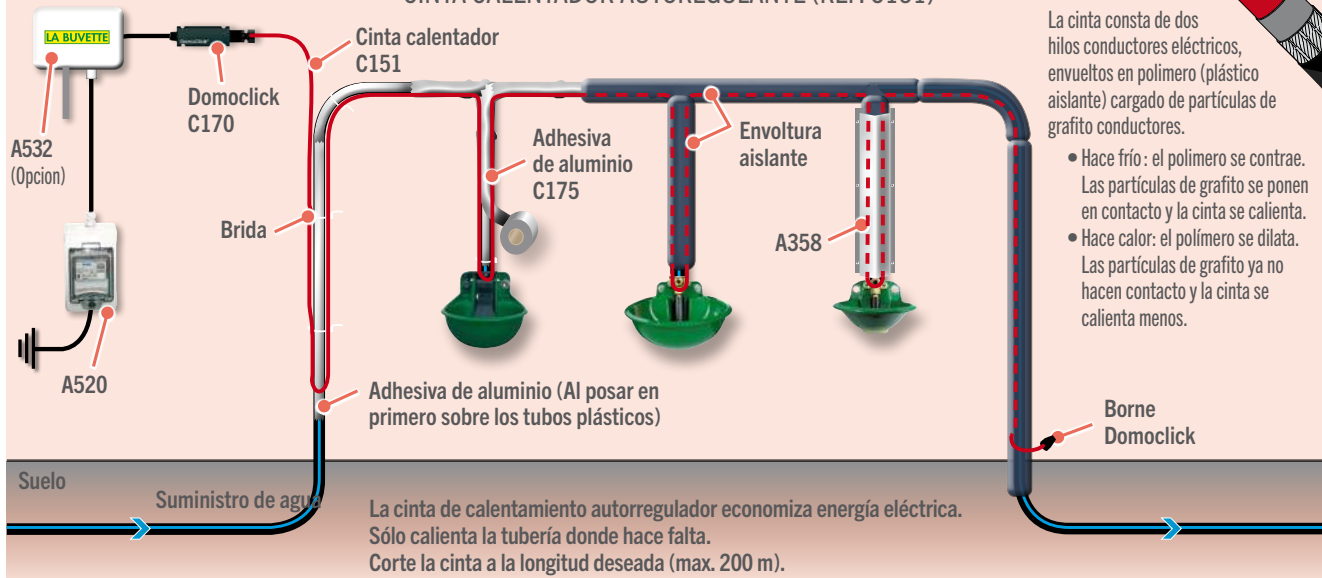 CINTA CALENTADOR AUTOREGULANTE (REF. C151)
LA BUVETTE
A532
(Opcion)
Domoclick
C170
Cinta calentador
C151
Brida
A520
Adhesiva
de aluminio
C175
Envoltura
aislante
A358
Adhesiva de aluminio (Al posar en
primero sobre los tubos plásticos)
La cinta consta de dos
hilos conductores eléctricos,
envueltos en polimero (plástico
aislante) cargado de partículas de
grafito conductores.
• Hace frío : el polimero se contrae.
Las partículas de grafito se ponen
en contacto y la cinta se calienta.
• Hace calor: el polímero se dilata.
Las partículas de grafito ya no
hacen contacto y la cinta se
calienta menos.
Borne
Domoclick
Suelo
Suministro de agua
La cinta de calentamiento autorregulador economiza energía eléctrica.
Sólo calienta la tubería donde hace falta.
Corte la cinta a la longitud deseada (max. 200 m).